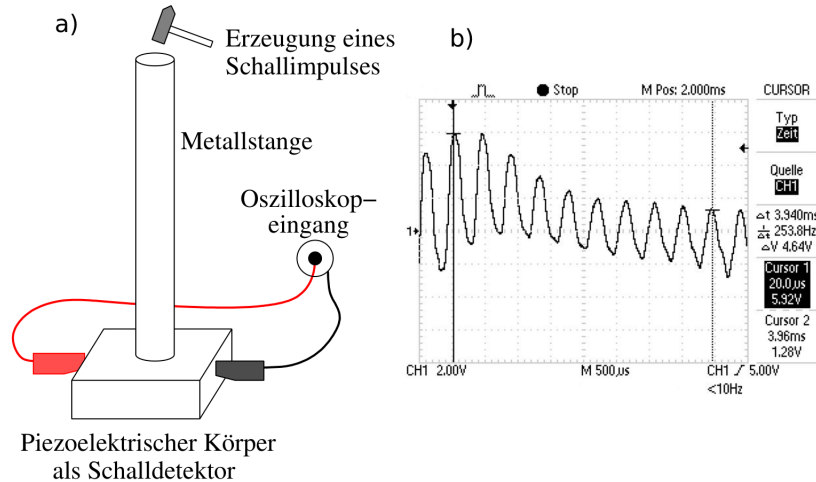 a)
Erzeugung eines
Schallimpulses
Metallstange
Oszilloskop-
eingang
Piezoelektrischer Körper
als Schalldetektor
b)
Stop
M Pos: 2.000ms
CURSOR
Typ
Zeit
Quelle
CH1
Δt 3.940ms
1/Δt 253.8Hz
ΔV 4.64V
Cursor 1
20.0µs
5.92V
Cursor 2
3.96ms
1.28V
1
CH1 2.00V
M 500µs
CH1 / 5.00V
<10Hz